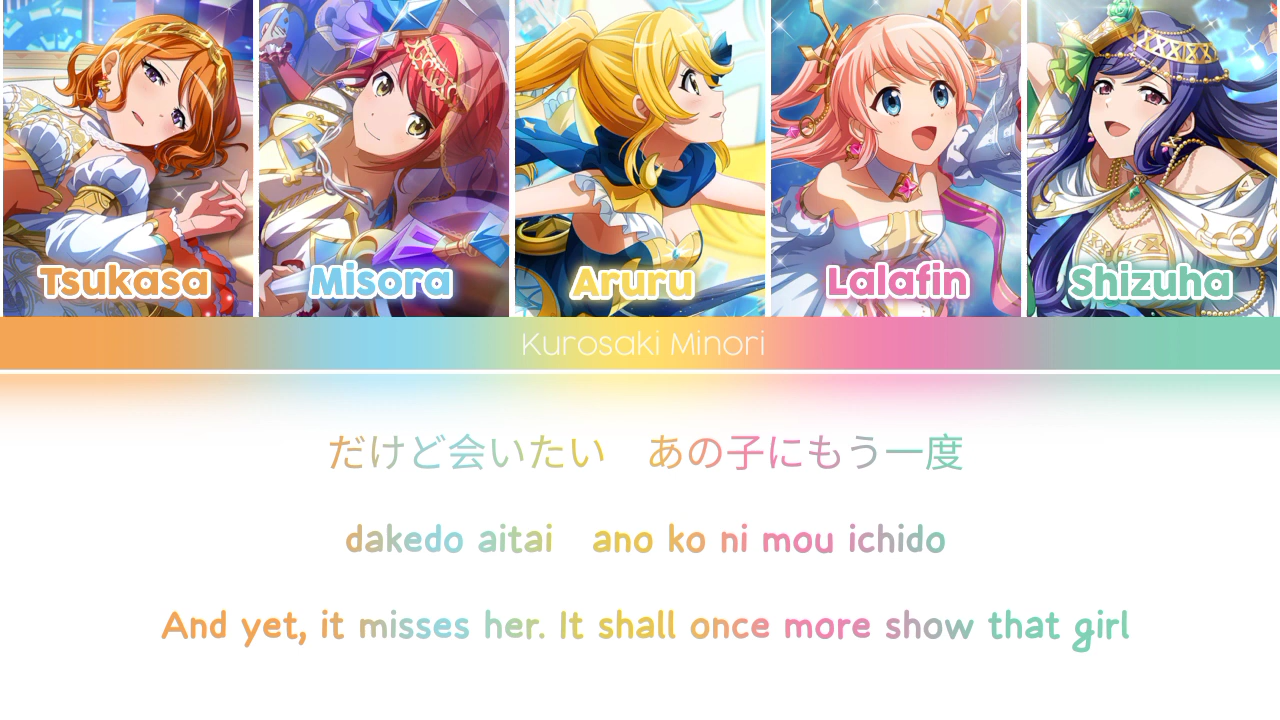 Tsukasa
Misora
Aruru
Lalafin
Shizuha
Kurosaki Minori
だけど会いたい　あの子にもう一度
dakedo aitai　ano ko ni mou ichido
And yet, it misses her. It shall once more show that girl